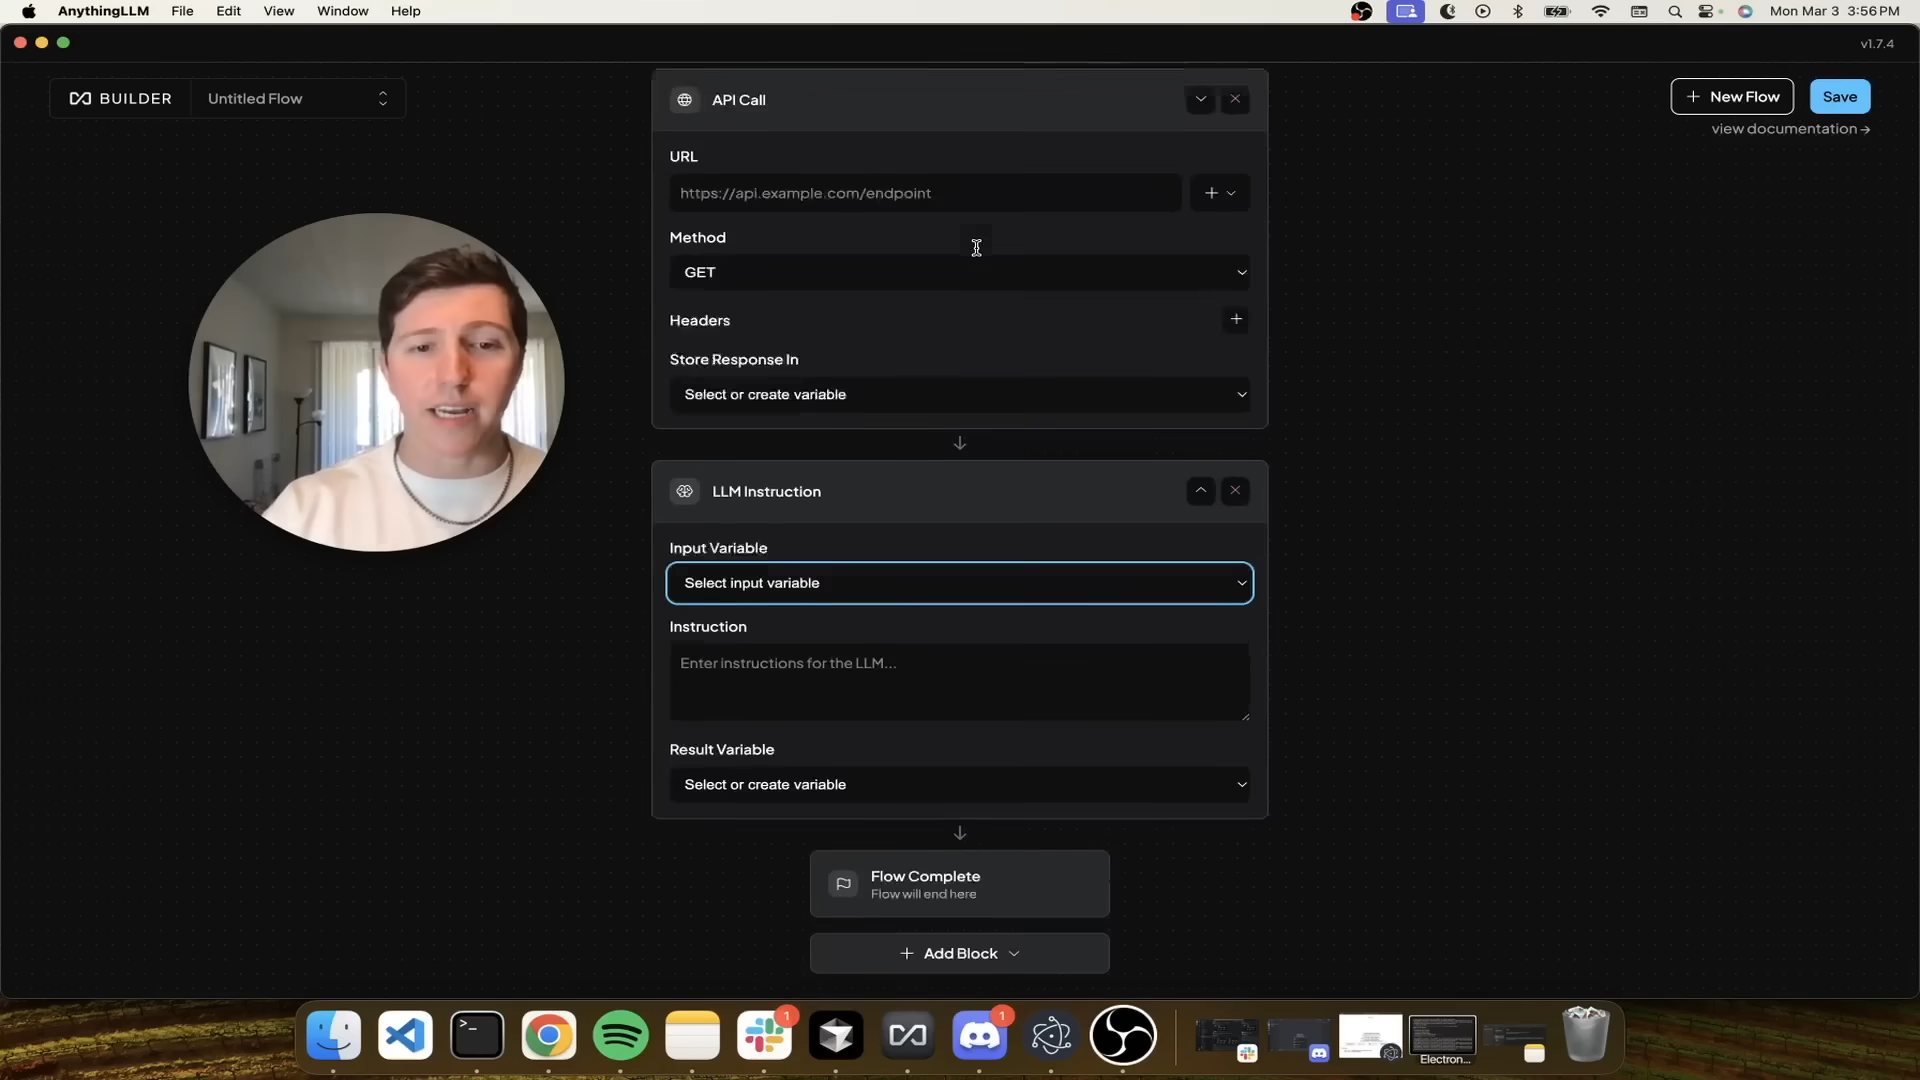 AnythingLLM File Edit View Window Help Mon Mar 3 3:56 PM
v1.7.4
BUILDER Untitled Flow
API Call
New Flow
Save
view documentation →
URL
https://api.example.com/endpoint
Method
GET
Headers
Store Response In
Select or create variable
LLM Instruction
Input Variable
Select input variable
Instruction
Enter instructions for the LLM...
Result Variable
Select or create variable
Flow Complete
Flow will end here
Add Block
1
1
Electron...